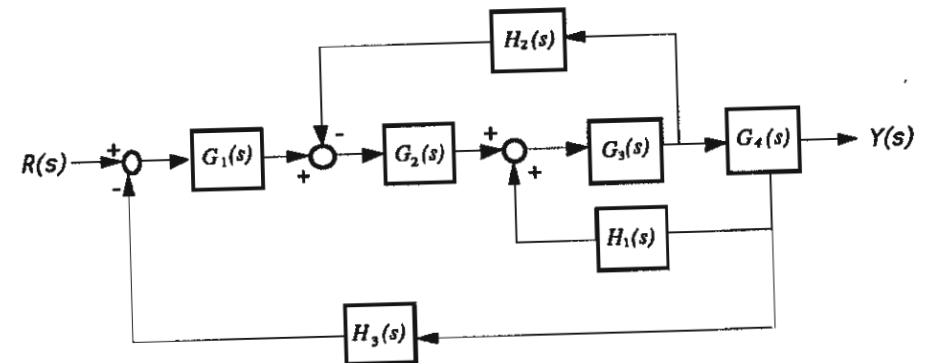 H₂(s)
R(s)
+
-
G₁(s)
+
-
G₂(s)
+
+
G₃(s)
G₄(s)
Y(s)
H₁(s)
H₃(s)